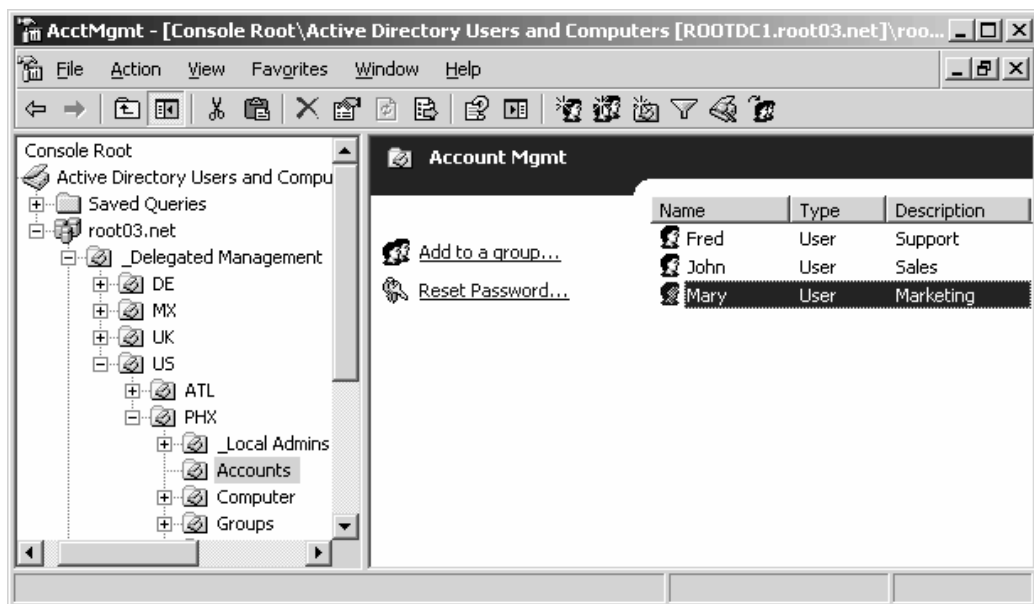 AcctMgmt - [Console Root\Active Directory Users and Computers [ROOTDC1.root03.net]\roo...
File Action View Favorites Window Help
Console Root
Active Directory Users and Compu
Saved Queries
root03.net
_Delegated Management
DE
MX
UK
US
ATL
PHX
_Local Admins
Accounts
Computer
Groups
Account Mgmt
Add to a group...
Reset Password...
Name Type Description
Fred User Support
John User Sales
Mary User Marketing